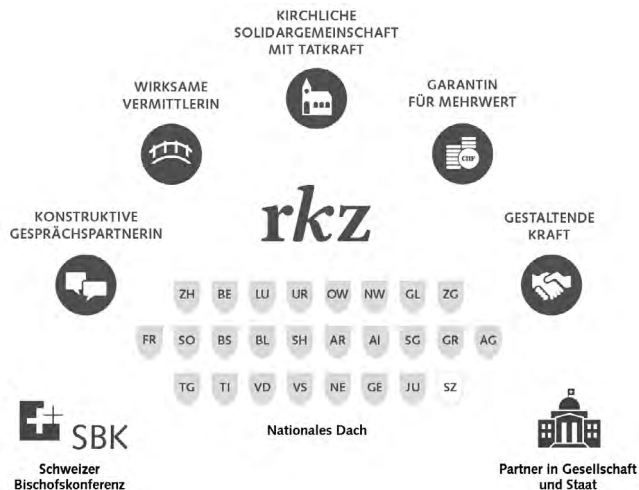 KIRCHLICHE
SOLIDARGEMEINSCHAFT
MIT TATKRAFT
WIRKSAME
VERMITTLERIN
GARANTIN
FÜR MEHRWERT
CHF
KONSTRUKTIVE
GESPRÄCHSPARTNERIN
rkz
GESTALTENDE
KRAFT
ZH BE LU UR OW NW GL ZG
FR SO BS BL SH AR AI SG GR AG
TG TI VD VS NE GE JU SZ
Nationales Dach
SBK
Schweizer
Bischofskonferenz
Partner in Gesellschaft
und Staat